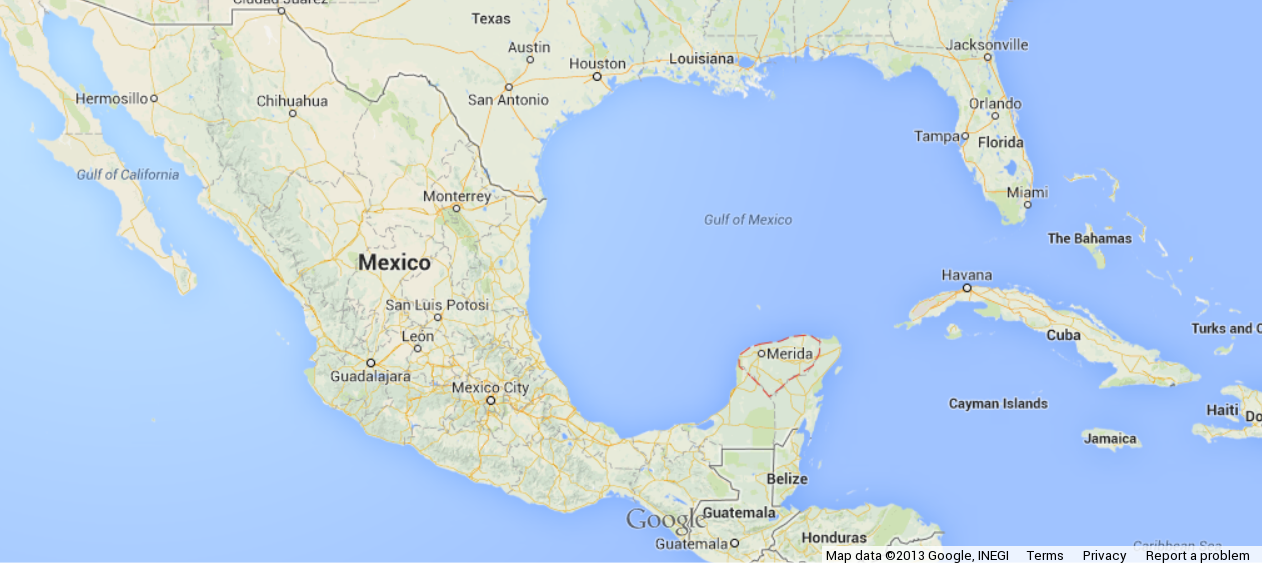 Ciudad Juárez
Texas
Austin
Jacksonville
Houston
Louisiana
Hermosillo
Chihuahua
San Antonio
Orlando
Tampa
Florida
Gulf of California
Monterrey
Miami
Gulf of Mexico
The Bahamas
Mexico
Havana
San Luis Potosi
Turks and C
León
Cuba
Merida
Guadalajara
Mexico City
Cayman Islands
Haiti
Do
Jamaica
Belize
Google
Guatemala
Honduras
Guatemala
Caribbean Sea
Map data ©2013 Google, INEGI Terms Privacy Report a problem